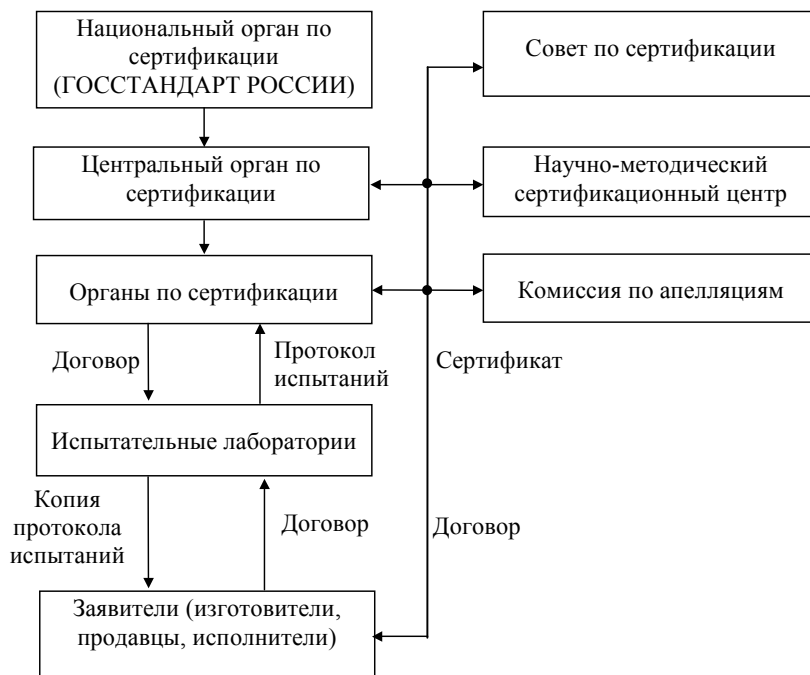 Национальный орган по
сертификации
(ГОССТАНДАРТ РОССИИ)
Совет по сертификации
Центральный орган по
сертификации
Научно-методический
сертификационный центр
Органы по сертификации
Комиссия по апелляциям
Договор
Протокол
испытаний
Сертификат
Испытательные лаборатории
Копия
протокола
испытаний
Договор
Договор
Заявители (изготовители,
продавцы, исполнители)